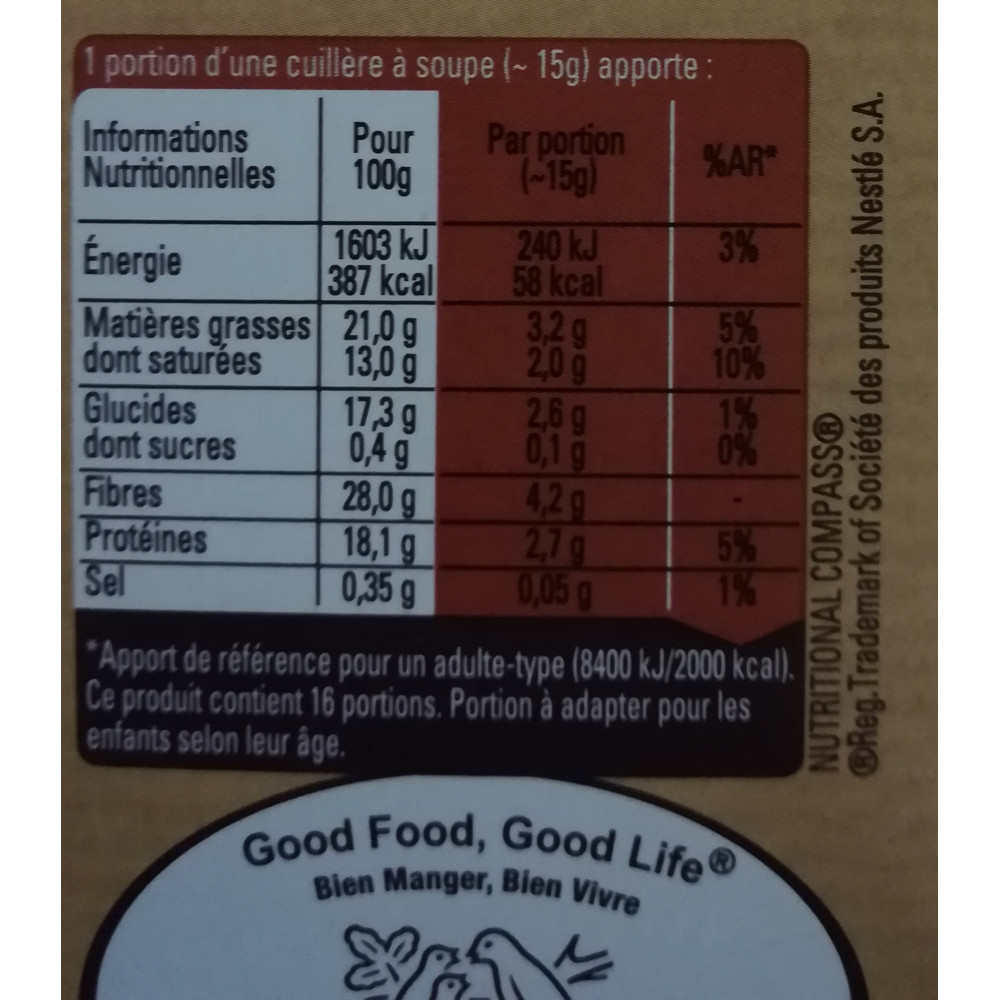 1 portion d'une cuillère à soupe (~ 15g) apporte :
Informations Nutritionnelles | Pour 100g | Par portion (~15g) | %AR*
Énergie | 1603 kJ 387 kcal | 240 kJ 58 kcal | 3%
Matières grasses | 21,0 g | 3,2 g | 5%
dont saturées | 13,0 g | 2,0 g | 10%
Glucides | 17,3 g | 2,6 g | 1%
dont sucres | 0,4 g | 0,1 g | 0%
Fibres | 28,0 g | 4,2 g | -
Protéines | 18,1 g | 2,7 g | 5%
Sel | 0,35 g | 0,05 g | 1%
*Apport de référence pour un adulte-type (8400 kJ/2000 kcal).
Ce produit contient 16 portions. Portion à adapter pour les
enfants selon leur âge.
NUTRITIONAL COMPASS®
®Reg.Trademark of Société des produits Nestlé S.A.
Good Food, Good Life®
Bien Manger, Bien Vivre